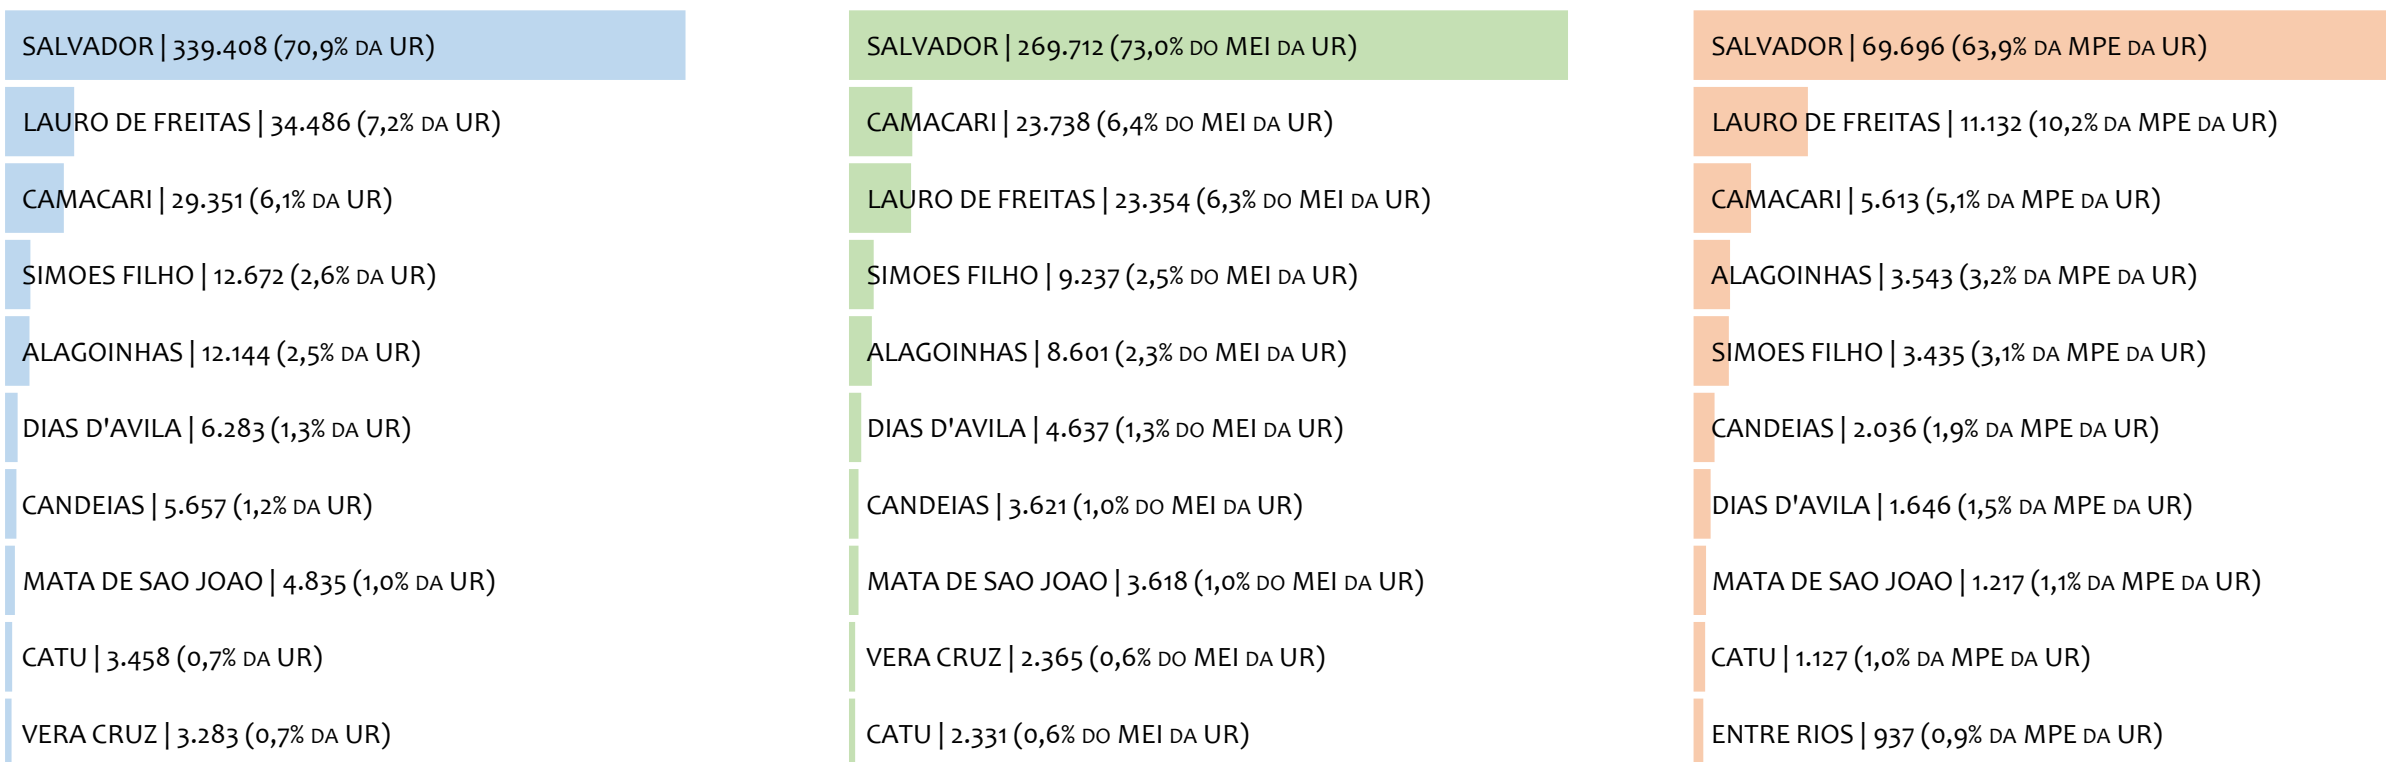 SALVADOR | 339.408 (70,9% DA UR)
LAURO DE FREITAS | 34.486 (7,2% DA UR)
CAMACARI | 29.351 (6,1% DA UR)
SIMOES FILHO | 12.672 (2,6% DA UR)
ALAGOINHAS | 12.144 (2,5% DA UR)
DIAS D'AVILA | 6.283 (1,3% DA UR)
CANDEIAS | 5.657 (1,2% DA UR)
MATA DE SAO JOAO | 4.835 (1,0% DA UR)
CATU | 3.458 (0,7% DA UR)
VERA CRUZ | 3.283 (0,7% DA UR)
SALVADOR | 269.712 (73,0% DO MEI DA UR)
CAMACARI | 23.738 (6,4% DO MEI DA UR)
LAURO DE FREITAS | 23.354 (6,3% DO MEI DA UR)
SIMOES FILHO | 9.237 (2,5% DO MEI DA UR)
ALAGOINHAS | 8.601 (2,3% DO MEI DA UR)
DIAS D'AVILA | 4.637 (1,3% DO MEI DA UR)
CANDEIAS | 3.621 (1,0% DO MEI DA UR)
MATA DE SAO JOAO | 3.618 (1,0% DO MEI DA UR)
VERA CRUZ | 2.365 (0,6% DO MEI DA UR)
CATU | 2.331 (0,6% DO MEI DA UR)
SALVADOR | 69.696 (63,9% DA MPE DA UR)
LAURO DE FREITAS | 11.132 (10,2% DA MPE DA UR)
CAMACARI | 5.613 (5,1% DA MPE DA UR)
ALAGOINHAS | 3.543 (3,2% DA MPE DA UR)
SIMOES FILHO | 3.435 (3,1% DA MPE DA UR)
CANDEIAS | 2.036 (1,9% DA MPE DA UR)
DIAS D'AVILA | 1.646 (1,5% DA MPE DA UR)
MATA DE SAO JOAO | 1.217 (1,1% DA MPE DA UR)
CATU | 1.127 (1,0% DA MPE DA UR)
ENTRE RIOS | 937 (0,9% DA MPE DA UR)